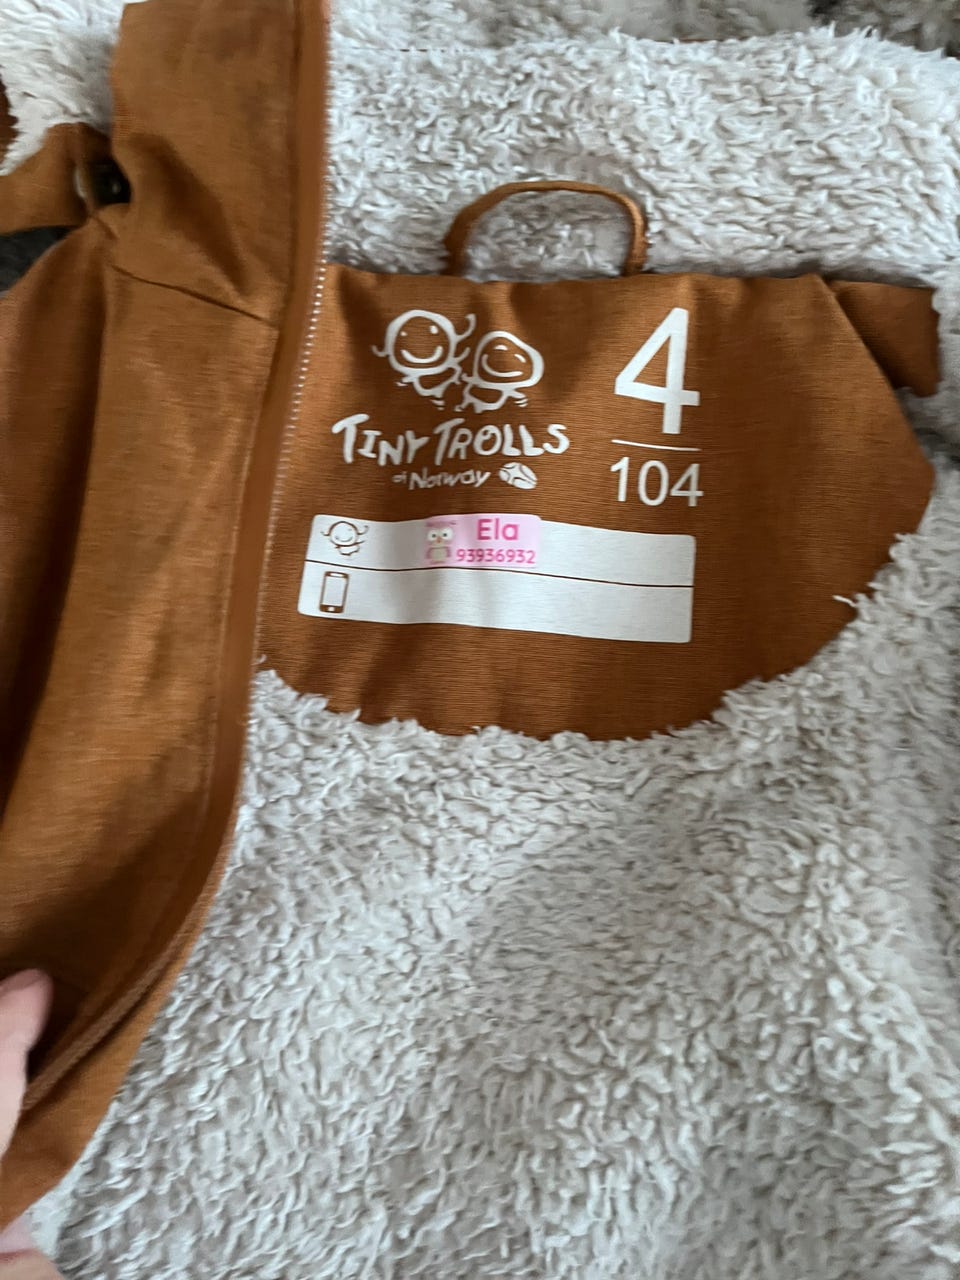 TINY TROLLS
of Norway
4
104
Ela
93936932